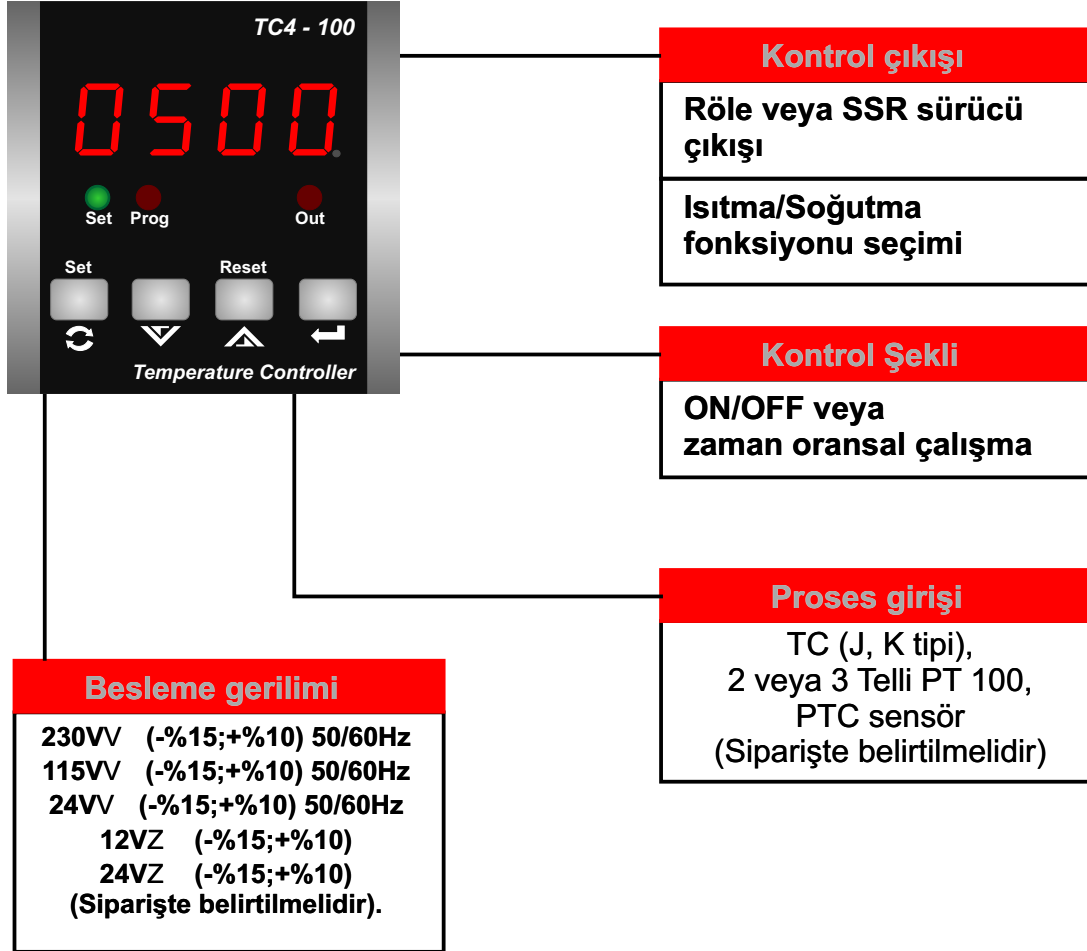 TC4 - 100
0500.
Set Prog Out
Set Reset
Temperature Controller
Kontrol çıkışı
Röle veya SSR sürücü
çıkışı
Isıtma/Soğutma
fonksiyonu seçimi
Kontrol Şekli
ON/OFF veya
zaman oransal çalışma
Proses girişi
TC (J, K tipi),
2 veya 3 Telli PT 100,
PTC sensör
(Siparişte belirtilmelidir)
Besleme gerilimi
230VV (-%15;+%10) 50/60Hz
115VV (-%15;+%10) 50/60Hz
24VV (-%15;+%10) 50/60Hz
12VZ (-%15;+%10)
24VZ (-%15;+%10)
(Siparişte belirtilmelidir).